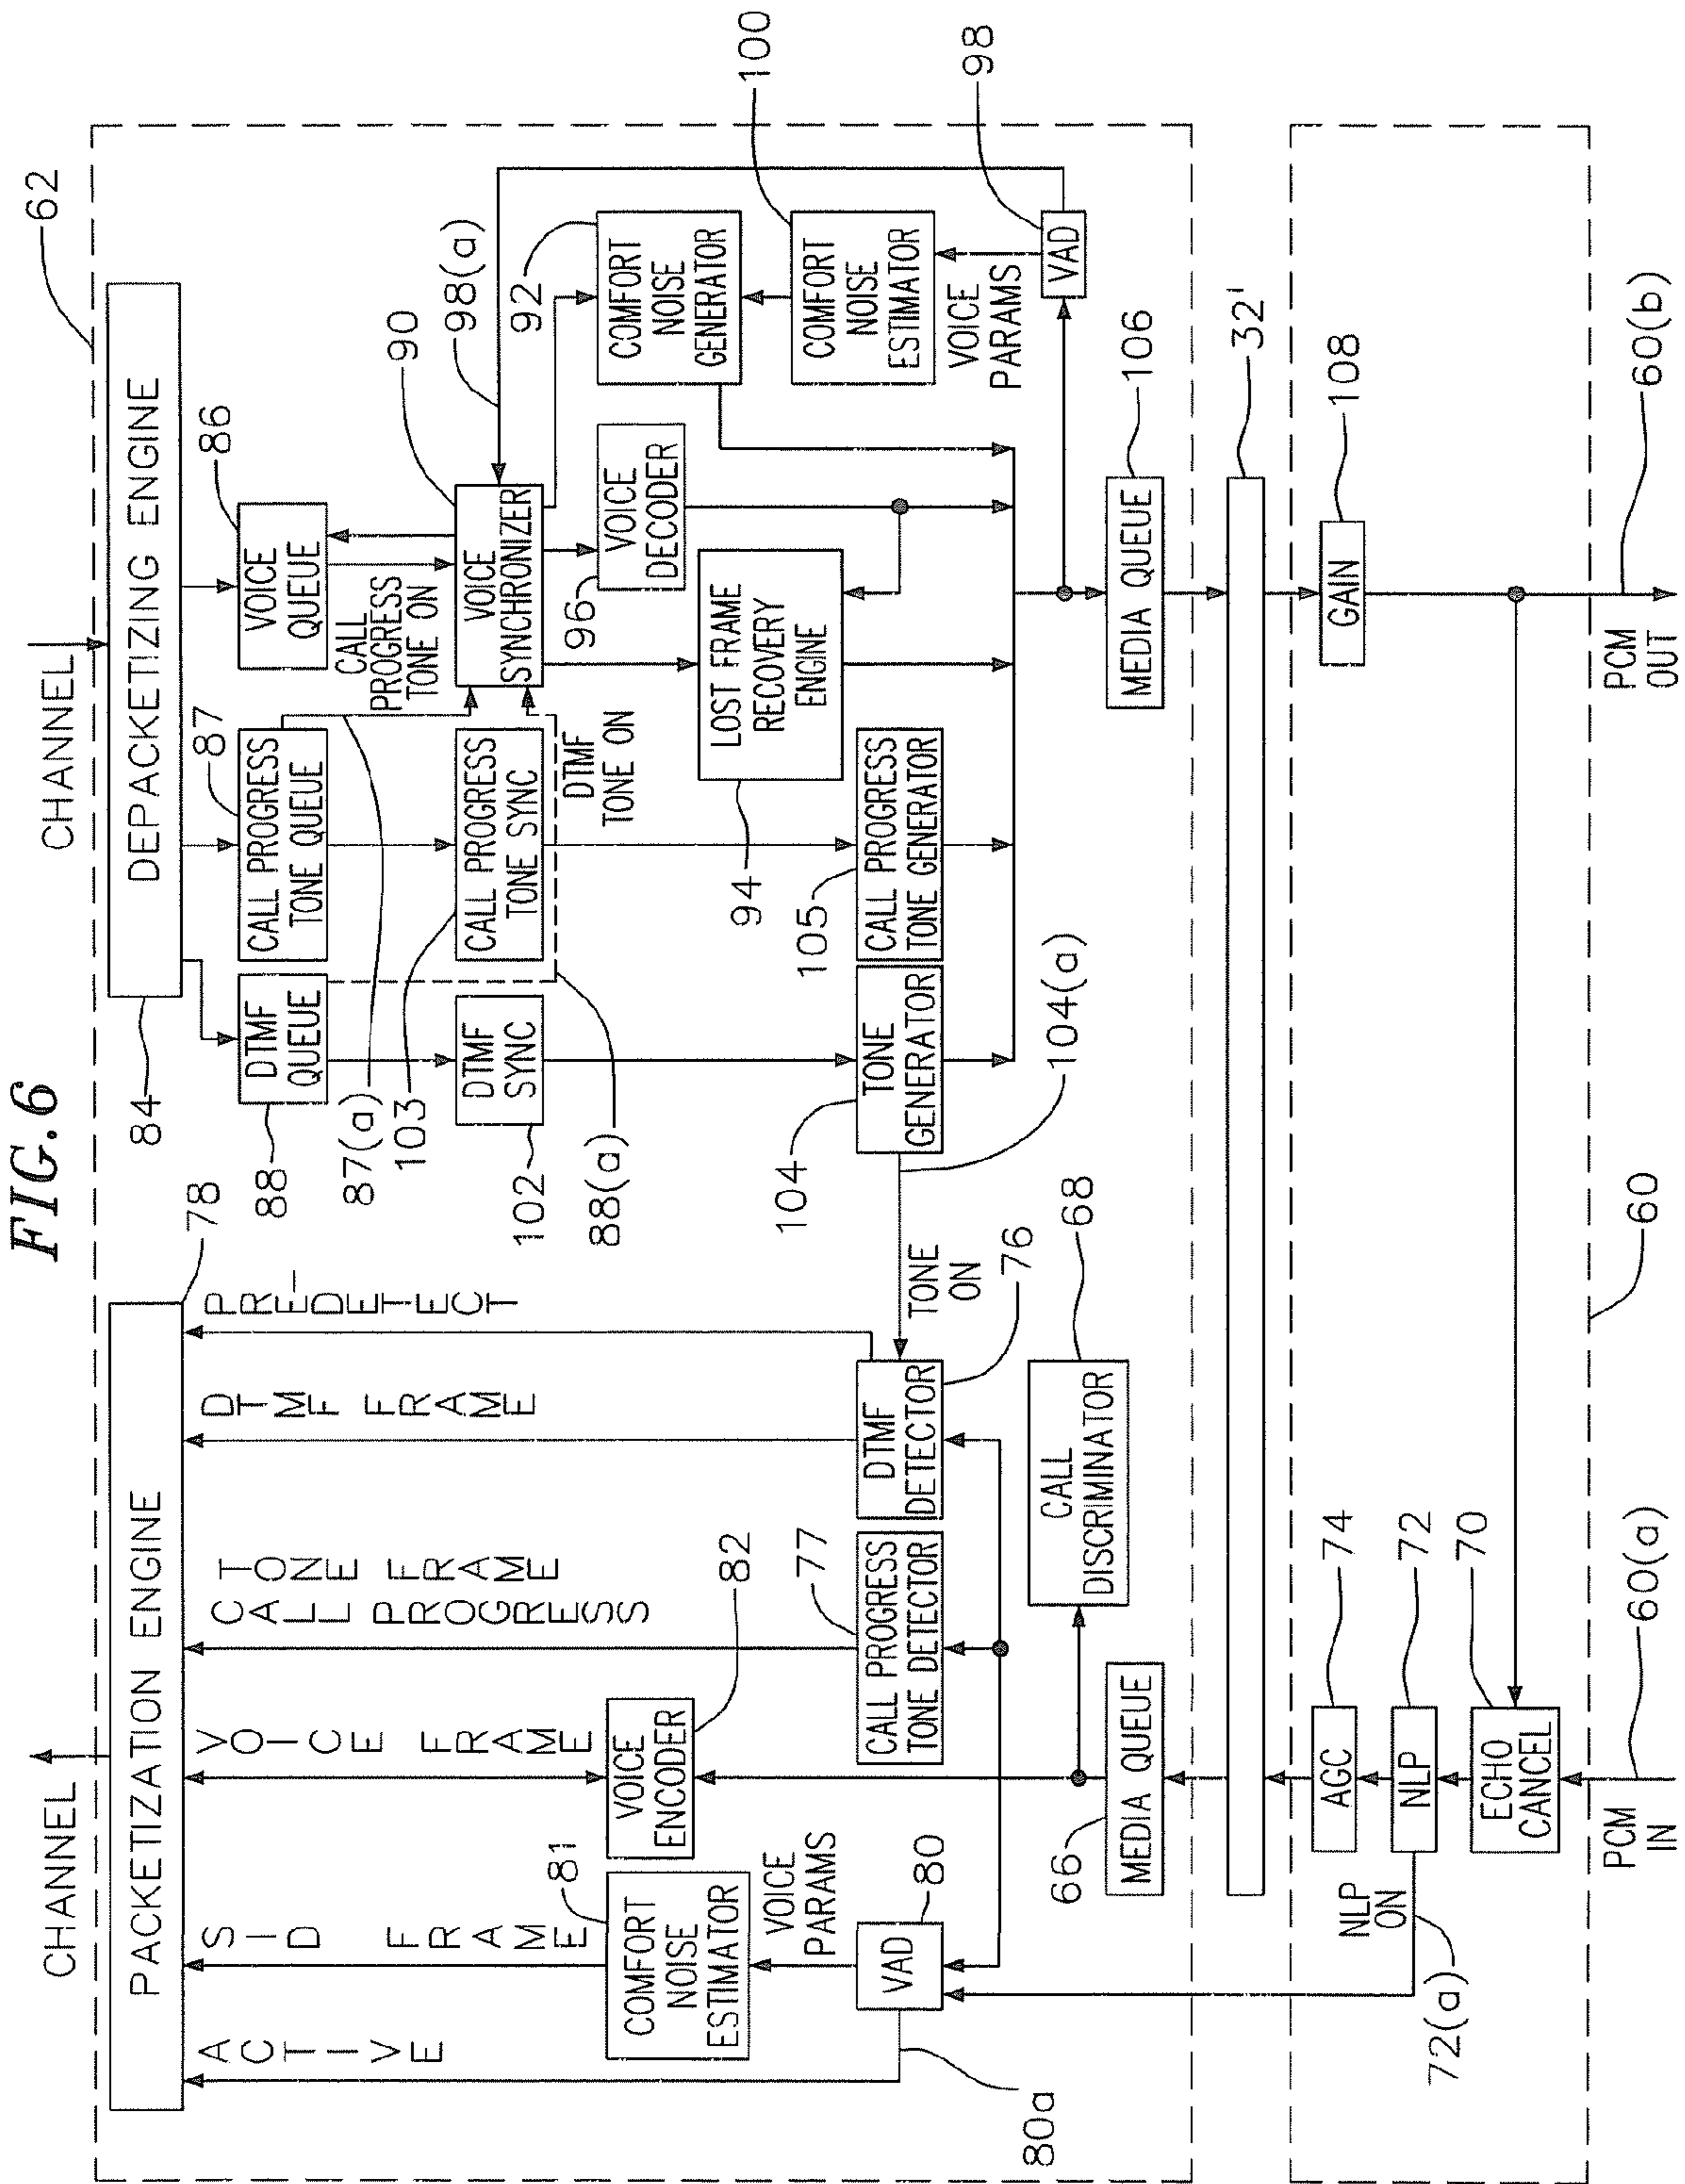 FIG.6
CHANNEL
CHANNEL
62
PACKETIZATION ENGINE
78
84
DEPACKETIZING ENGINE
ACTIVE
SID FRAME
VOICE FRAME
CALL PROGRESS
TONE FRAME
DTMF FRAME
PRE-
DETECT
88
DTMF
QUEUE
87
CALL PROGRESS
TONE QUEUE
86
VOICE
QUEUE
87(a)
CALL
PROGRESS
TONE ON
90
98(a)
103
102
DTMF
SYNC
CALL PROGRESS
TONE SYNC
VOICE
SYNCHRONIZER
88(a)
DTMF
TONE ON
96
92
81
COMFORT
NOISE
ESTIMATOR
VOICE
ENCODER
82
VOICE
DECODER
COMFORT
NOISE
GENERATOR
94
LOST FRAME
RECOVERY
ENGINE
100
VOICE
PARAMS
77
104
105
COMFORT
NOISE
ESTIMATOR
80a
VAD
80
CALL PROGRESS
TONE DETECTOR
DTMF
DETECTOR
76
TONE
ON
TONE
GENERATOR
104(a)
CALL PROGRESS
TONE GENERATOR
VOICE
PARAMS
98
VAD
66
CALL
DISCRIMINATOR
68
MEDIA QUEUE
MEDIA QUEUE
106
32'
NLP
ON
72(a)
AGC
74
GAIN
108
NLP
72
ECHO
CANCEL
70
PCM
IN
60(a)
60
PCM
OUT
60(b)